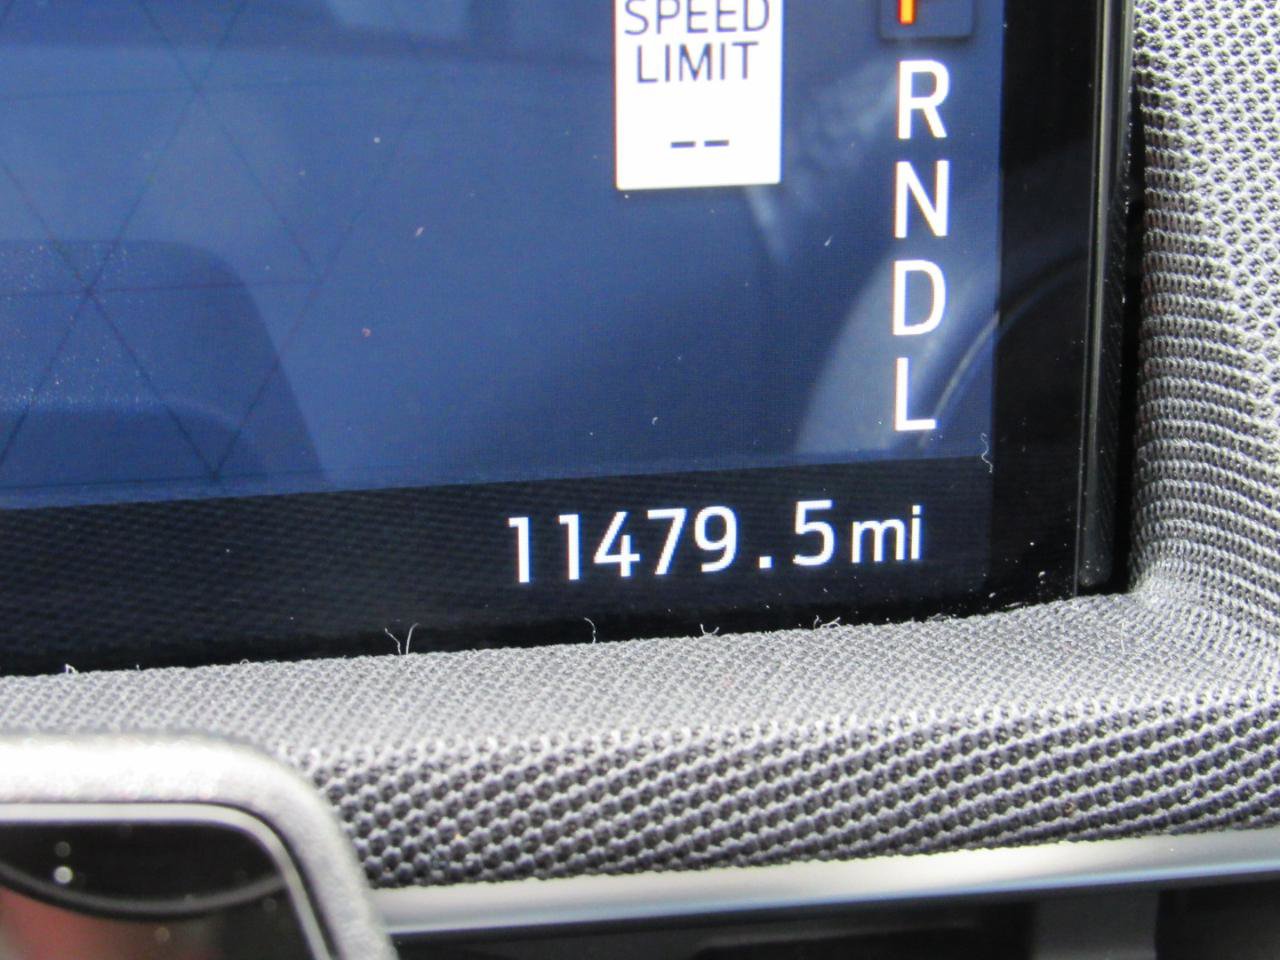 SPEED
LIMIT
--
R
N
D
L
11479.5mi